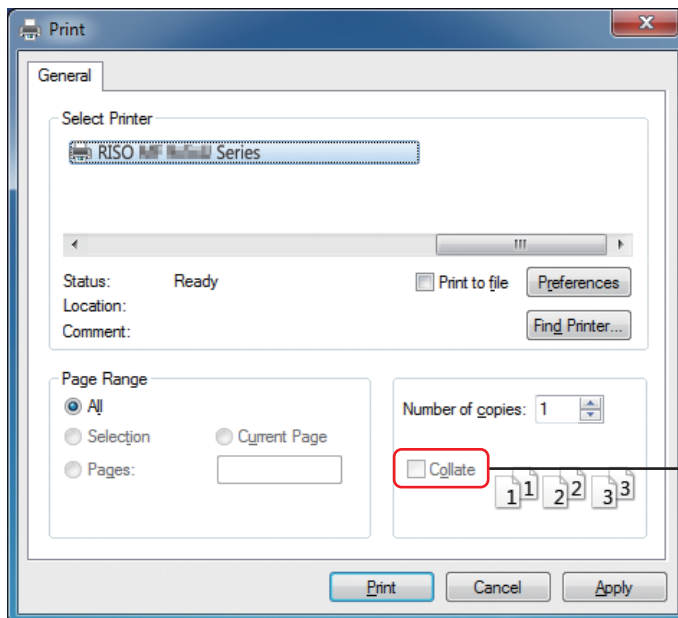 Print
General
Select Printer
RISO Series
Status: Ready
Print to file
Preferences
Location:
Comment:
Find Printer...
Page Range
All
Selection
Current Page
Pages:
Number of copies: 1
Collate
1 1 2 2 3 3
Print
Cancel
Apply